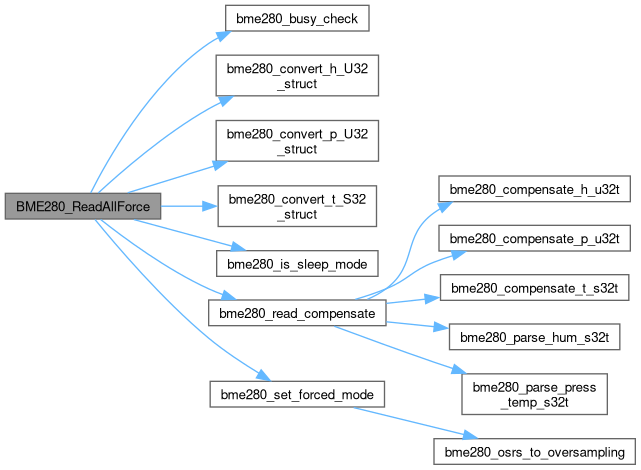 BME280_ReadAllForce
bme280_busy_check
bme280_convert_h_U32
_struct
bme280_convert_p_U32
_struct
bme280_convert_t_S32
_struct
bme280_is_sleep_mode
bme280_read_compensate
bme280_compensate_h_u32t
bme280_compensate_p_u32t
bme280_compensate_t_s32t
bme280_parse_hum_s32t
bme280_parse_press
_temp_s32t
bme280_set_forced_mode
bme280_osrs_to_oversampling